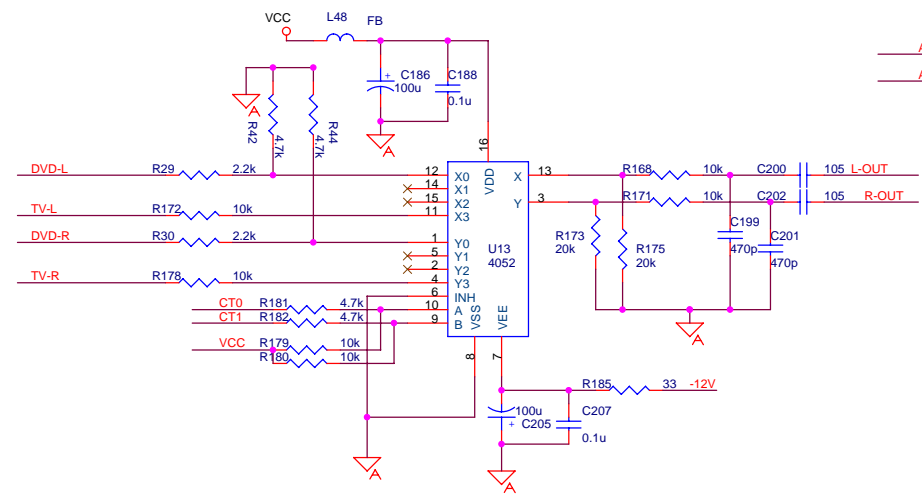 VCC L48 FB
A
C186 C188
100u
A
0.1u
A
R42 4.7k
R44 4.7k
A
16
DVD-L R29 2.2k 12 X0 VDD X 13 R168 10k C200 105 L-OUT
14 X1
15 X2 Y 3 R171 10k C202 105 R-OUT
TV-L R172 10k 11 X3
C199
DVD-R R30 2.2k 1 Y0 U13 R173 R175 C201
5 Y1 4052 20k 20k 470p 470p
2 Y2
TV-R R178 10k 4 Y3
6 INH
CT0 R181 4.7k 10 A VSS VEE
CT1 R182 4.7k 9 B
A
VCC R179 10k
R180 10k
8 7
R185 33 -12V
100u C207
C205
0.1u
A A